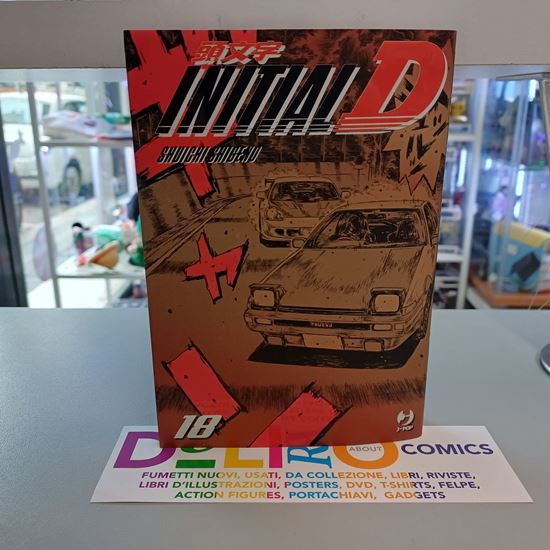 頭文字
INITIAL D
SHUICHI SHIGENO
TRUENO
18
J-POP
ABOUT COMICS
FUMETTI NUOVI, USATI, DA COLLEZIONE, LIBRI, RIVISTE,
LIBRI D'ILLUSTRAZIONI, POSTERS, DVD, T-SHIRTS, FELPE,
ACTION FIGURES, PORTACHIAVI, GADGETS